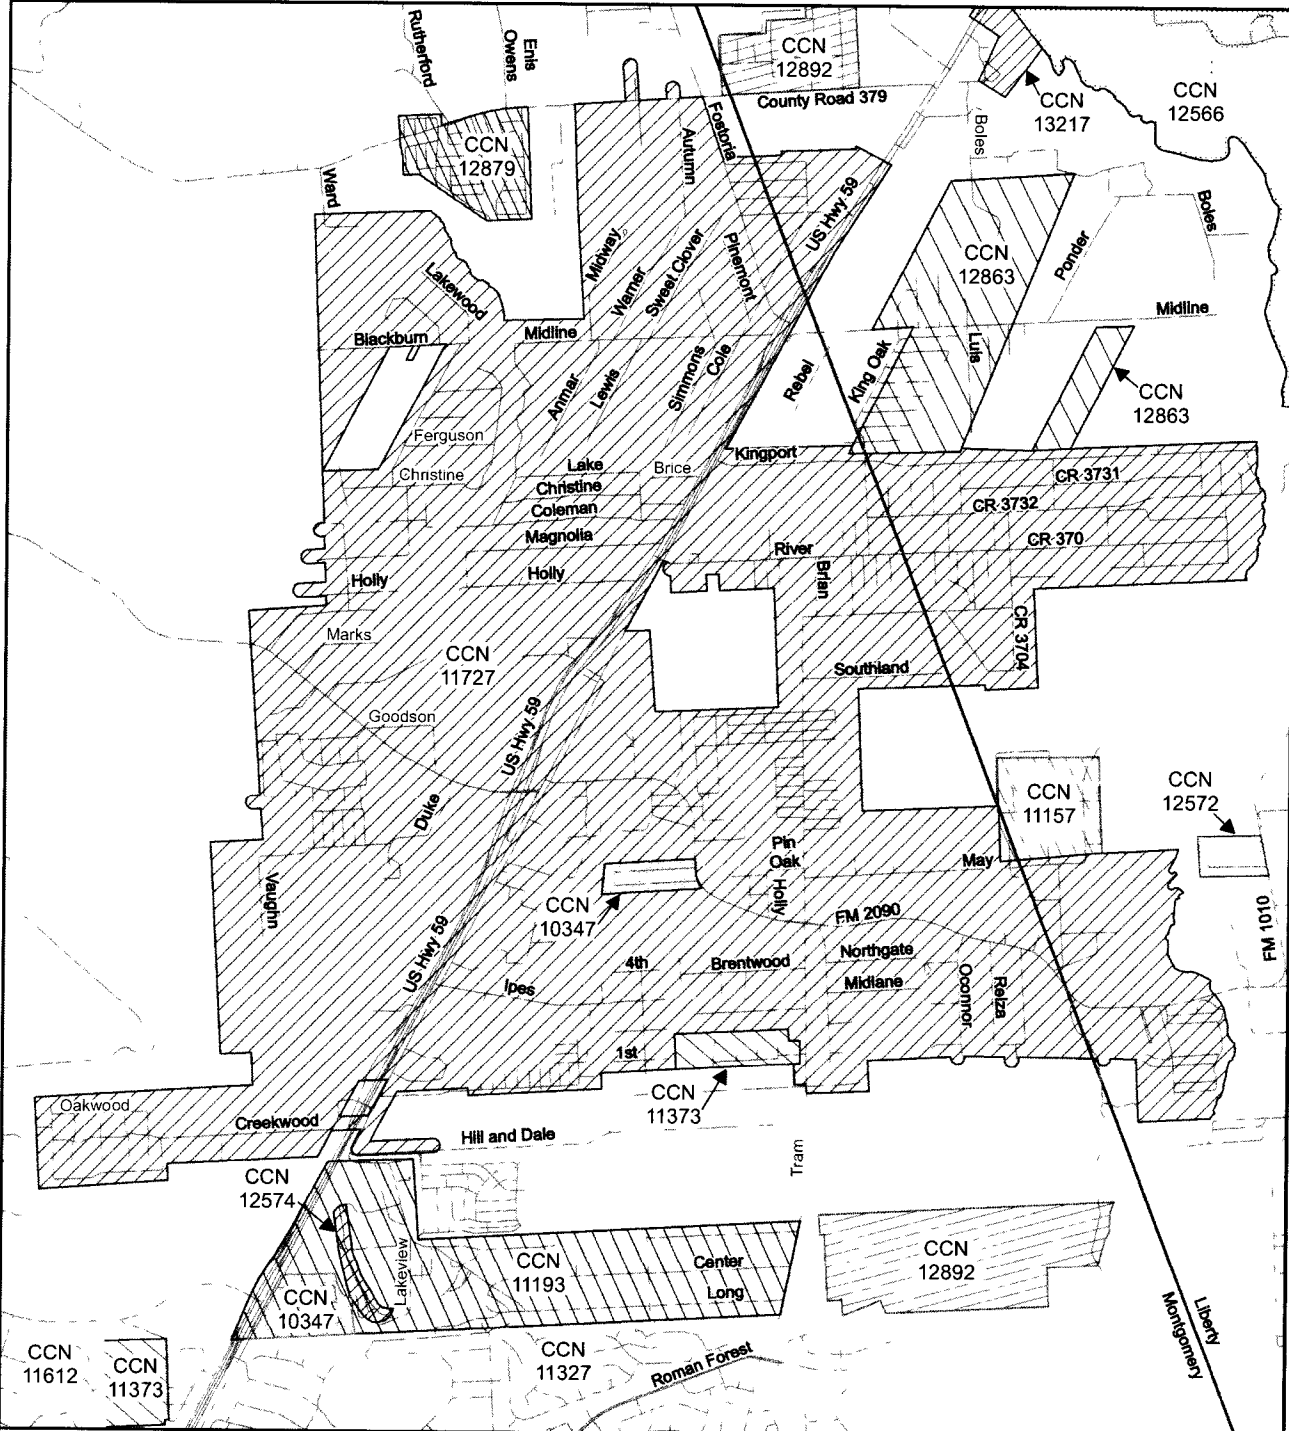 Rutherford
Enis
Owens
CCN
12892
County Road 379
CCN
13217
CCN
12566
CCN
12879
Fostoria
Autumn
Boles
Ward
US Hwy 59
Boles
Lakewood
Midway
Warner
Sweet Clover
Pinemont
CCN
12863
Ponder
Blackburn
Midline
Midline
Anmar
Lewis
Simmons
Cole
Rebel
King Oak
Luis
CCN
12863
Ferguson
Christine
Lake
Christine
Coleman
Magnolia
Holly
Brice
Kingport
CR 3731
CR 3732
CR 370
River
Brian
Holly
Marks
CCN
11727
CR 3704
Southland
Goodson
US Hwy 59
Duke
CCN
11157
CCN
12572
Vaughn
Pin
Oak
Holly
May
CCN
10347
FM 2090
FM 1010
US Hwy 59
Ipes
4th
Brentwood
Northgate
Midlane
Oconnor
Reiza
1st
CCN
11373
Oakwood
Creekwood
Hill and Dale
Tram
CCN
12574
Lakeview
CCN
11193
Center
Long
CCN
12892
CCN
10347
Liberty
Montgomery
CCN
11612
CCN
11373
CCN
11327
Roman Forest